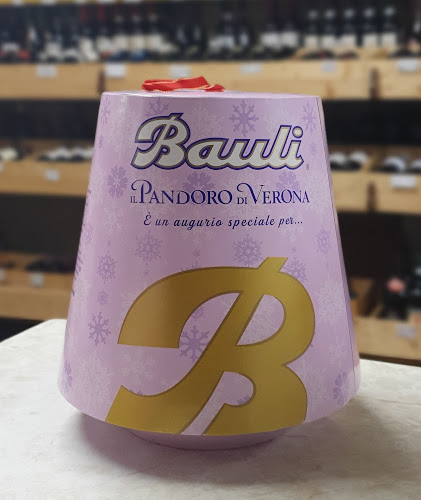 Bauli
IL PANDORO DI VERONA
È un augurio speciale per...
B